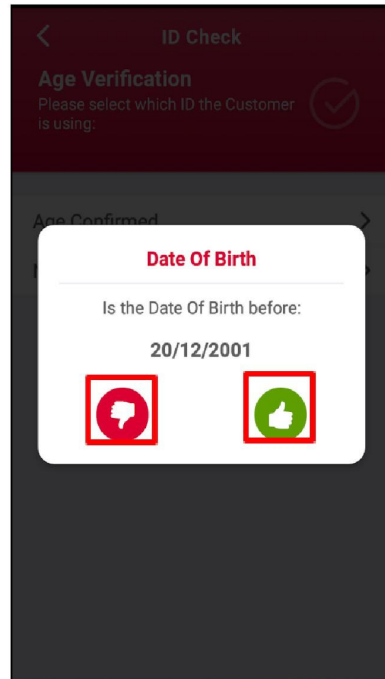 ID Check
Age Verification
Please select which ID the Customer
is using:
Age Confirmed
Date Of Birth
Is the Date Of Birth before:
20/12/2001